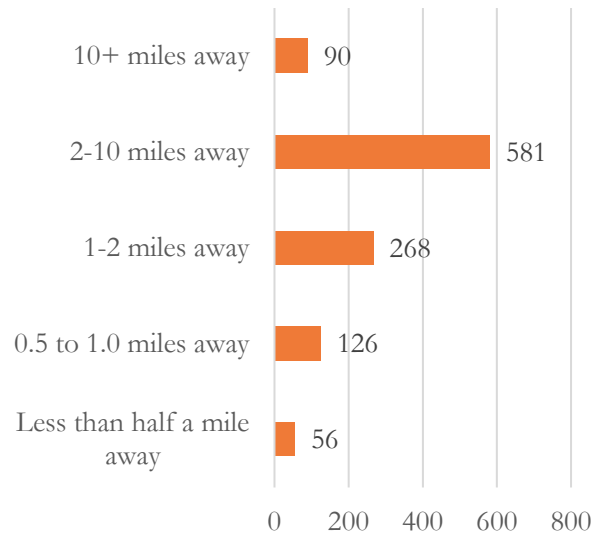 10+ miles away 90
2-10 miles away 581
1-2 miles away 268
0.5 to 1.0 miles away 126
Less than half a mile
away 56
0 200 400 600 800